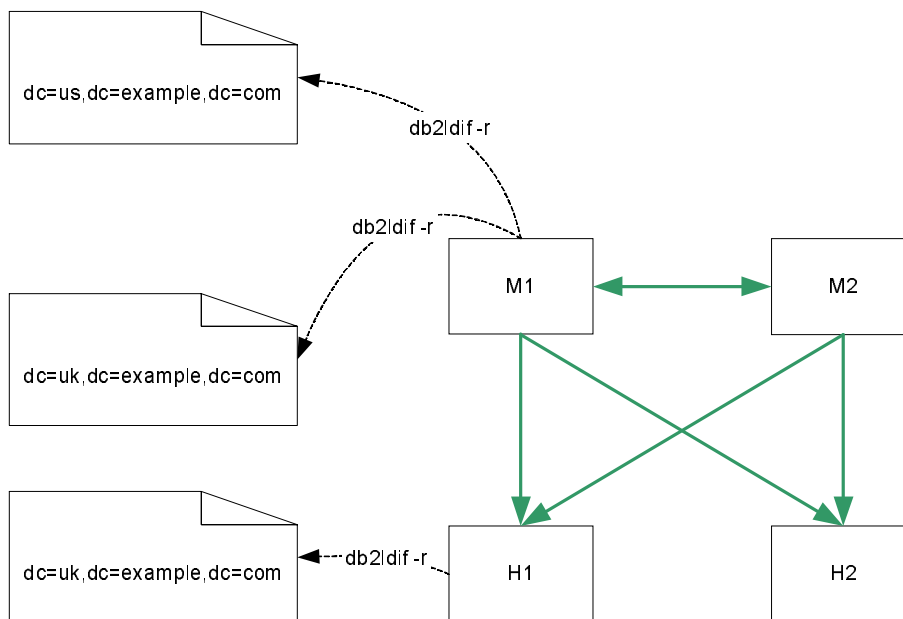 dc=us,dc=example,dc=com
db2ldif -r
db2ldif -r
M1
M2
dc=uk,dc=example,dc=com
db2ldif -r
dc=uk,dc=example,dc=com
H1
H2